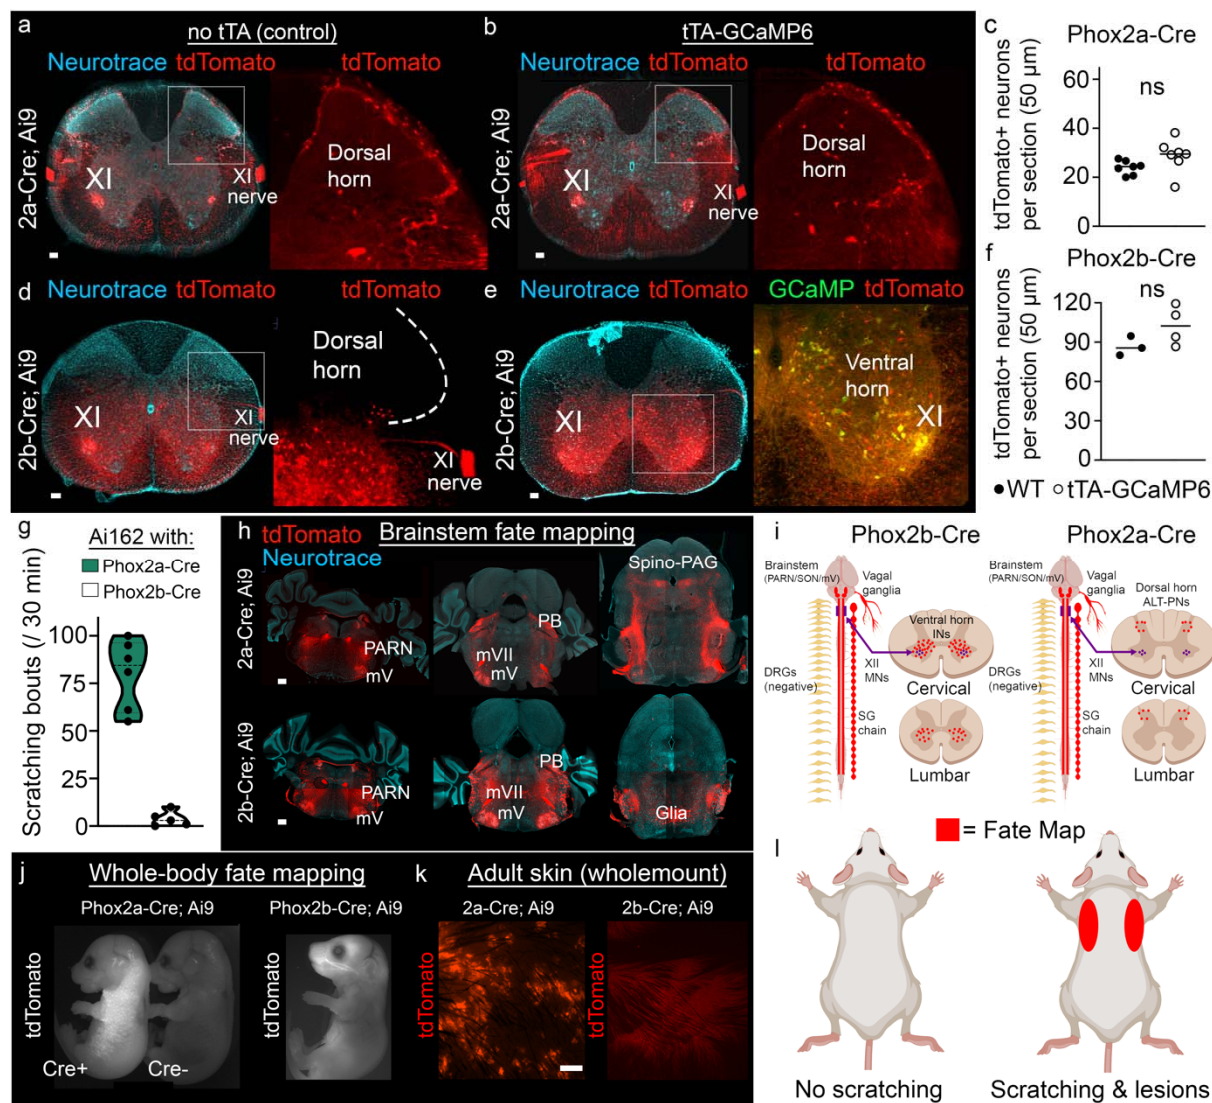 a
no tTA (control)
Neurotrace tdTomato
tdTomato
2a-Cre; Ai9
XI
XI
nerve
Dorsal
horn
b
tTA-GCaMP6
Neurotrace tdTomato
tdTomato
2a-Cre; Ai9
XI
XI
nerve
Dorsal
horn
c
Phox2a-Cre
tdTomato+ neurons
per section (50 µm)
60
40
20
0
ns
d
Neurotrace tdTomato
tdTomato
2b-Cre; Ai9
XI
XI
nerve
Dorsal
horn
XI
nerve
e
Neurotrace tdTomato
GCaMP tdTomato
2b-Cre; Ai9
XI
Ventral
horn
XI
f
Phox2b-Cre
tdTomato+ neurons
per section (50 µm)
120
90
60
30
0
ns
WT
tTA-GCaMP6
g
Ai162 with:
Phox2a-Cre
Phox2b-Cre
Scratching bouts (/ 30 min)
100
75
50
25
0
h
tdTomato
Neurotrace
Brainstem fate mapping
2a-Cre; Ai9
PARN
mV
PB
mVII
mV
Spino-PAG
2b-Cre; Ai9
PARN
mV
PB
mVII
mV
Glia
i
Phox2b-Cre
Brainstem
(PARN/SON/mV)
Vagal
ganglia
Ventral horn
INs
DRGs
(negative)
XII
MNs
Cervical
SG
chain
Lumbar
Phox2a-Cre
Brainstem
(PARN/SON/mV)
Vagal
ganglia
Dorsal horn
ALT-PNs
DRGs
(negative)
XII
MNs
Cervical
SG
chain
Lumbar
= Fate Map
j
Whole-body fate mapping
Phox2a-Cre; Ai9
Phox2b-Cre; Ai9
tdTomato
Cre+
Cre-
tdTomato
k
Adult skin (wholemount)
2a-Cre; Ai9
2b-Cre; Ai9
tdTomato
tdTomato
l
No scratching
Scratching & lesions